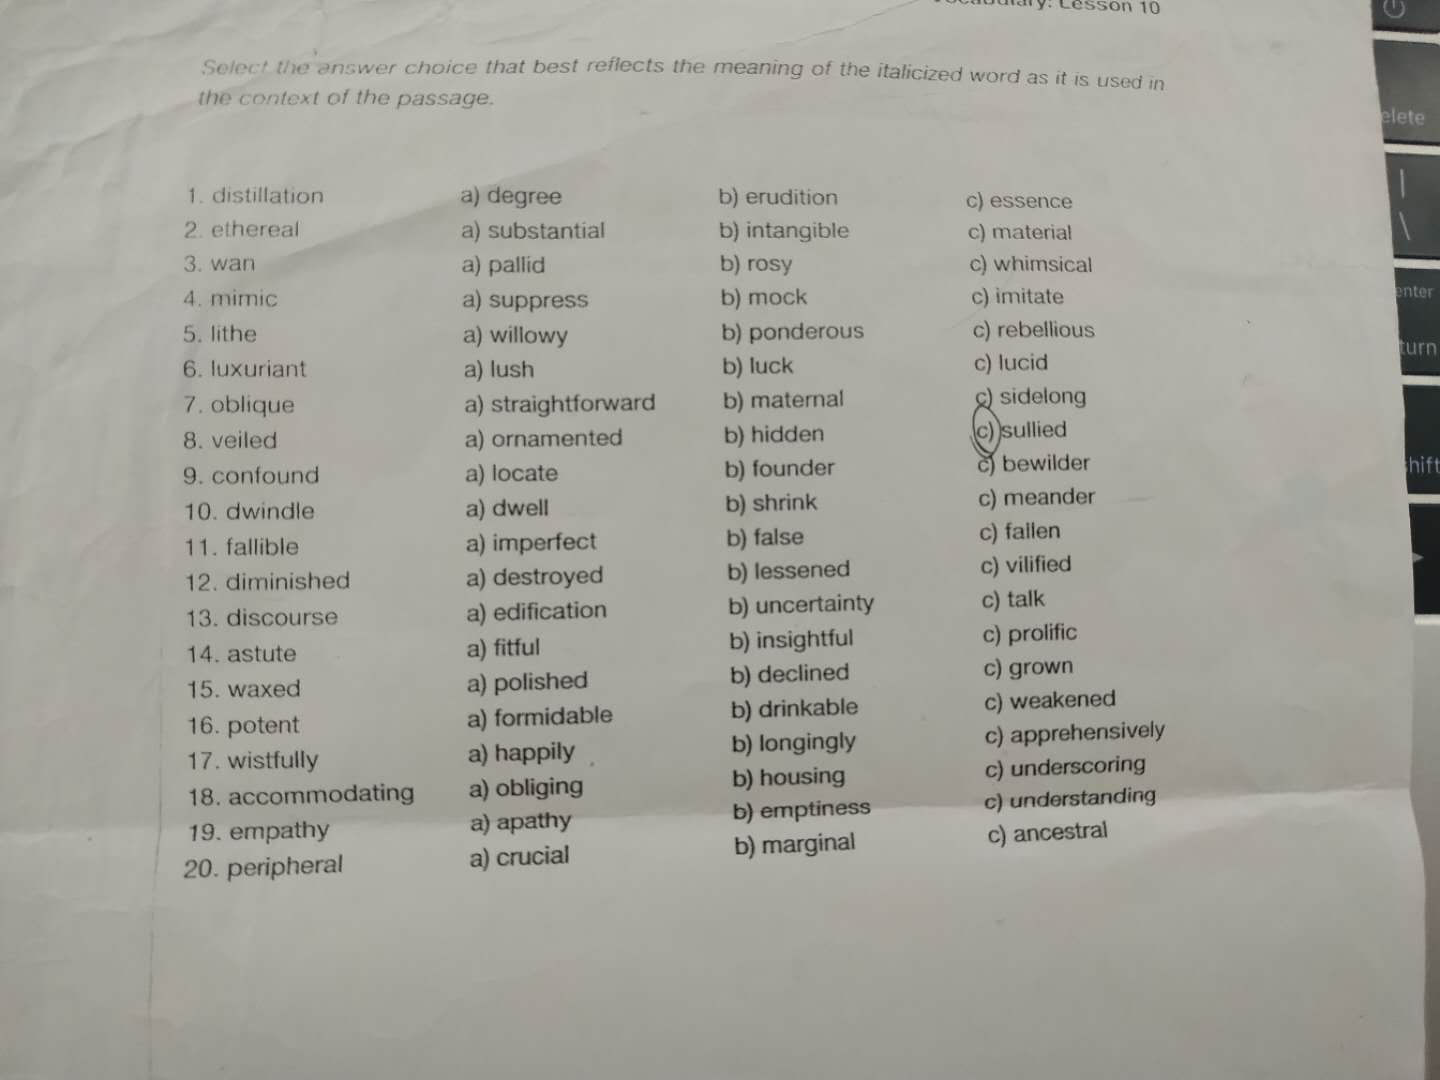 Lesson 10
Select the answer choice that best reflects the meaning of the italicized word as it is used in
the context of the passage.
1. distillation a) degree b) erudition c) essence
2. ethereal a) substantial b) intangible c) material
3. wan a) pallid b) rosy c) whimsical
4. mimic a) suppress b) mock c) imitate
5. lithe a) willowy b) ponderous c) rebellious
6. luxuriant a) lush b) luck c) lucid
7. oblique a) straightforward b) maternal c) sidelong
8. veiled a) ornamented b) hidden c) sullied
9. confound a) locate b) founder c) bewilder
10. dwindle a) dwell b) shrink c) meander
11. fallible a) imperfect b) false c) fallen
12. diminished a) destroyed b) lessened c) vilified
13. discourse a) edification b) uncertainty c) talk
14. astute a) fitful b) insightful c) prolific
15. waxed a) polished b) declined c) grown
16. potent a) formidable b) drinkable c) weakened
17. wistfully a) happily b) longingly c) apprehensively
18. accommodating a) obliging b) housing c) underscoring
19. empathy a) apathy b) emptiness c) understanding
20. peripheral a) crucial b) marginal c) ancestral
elete
|
\
enter
turn
hift